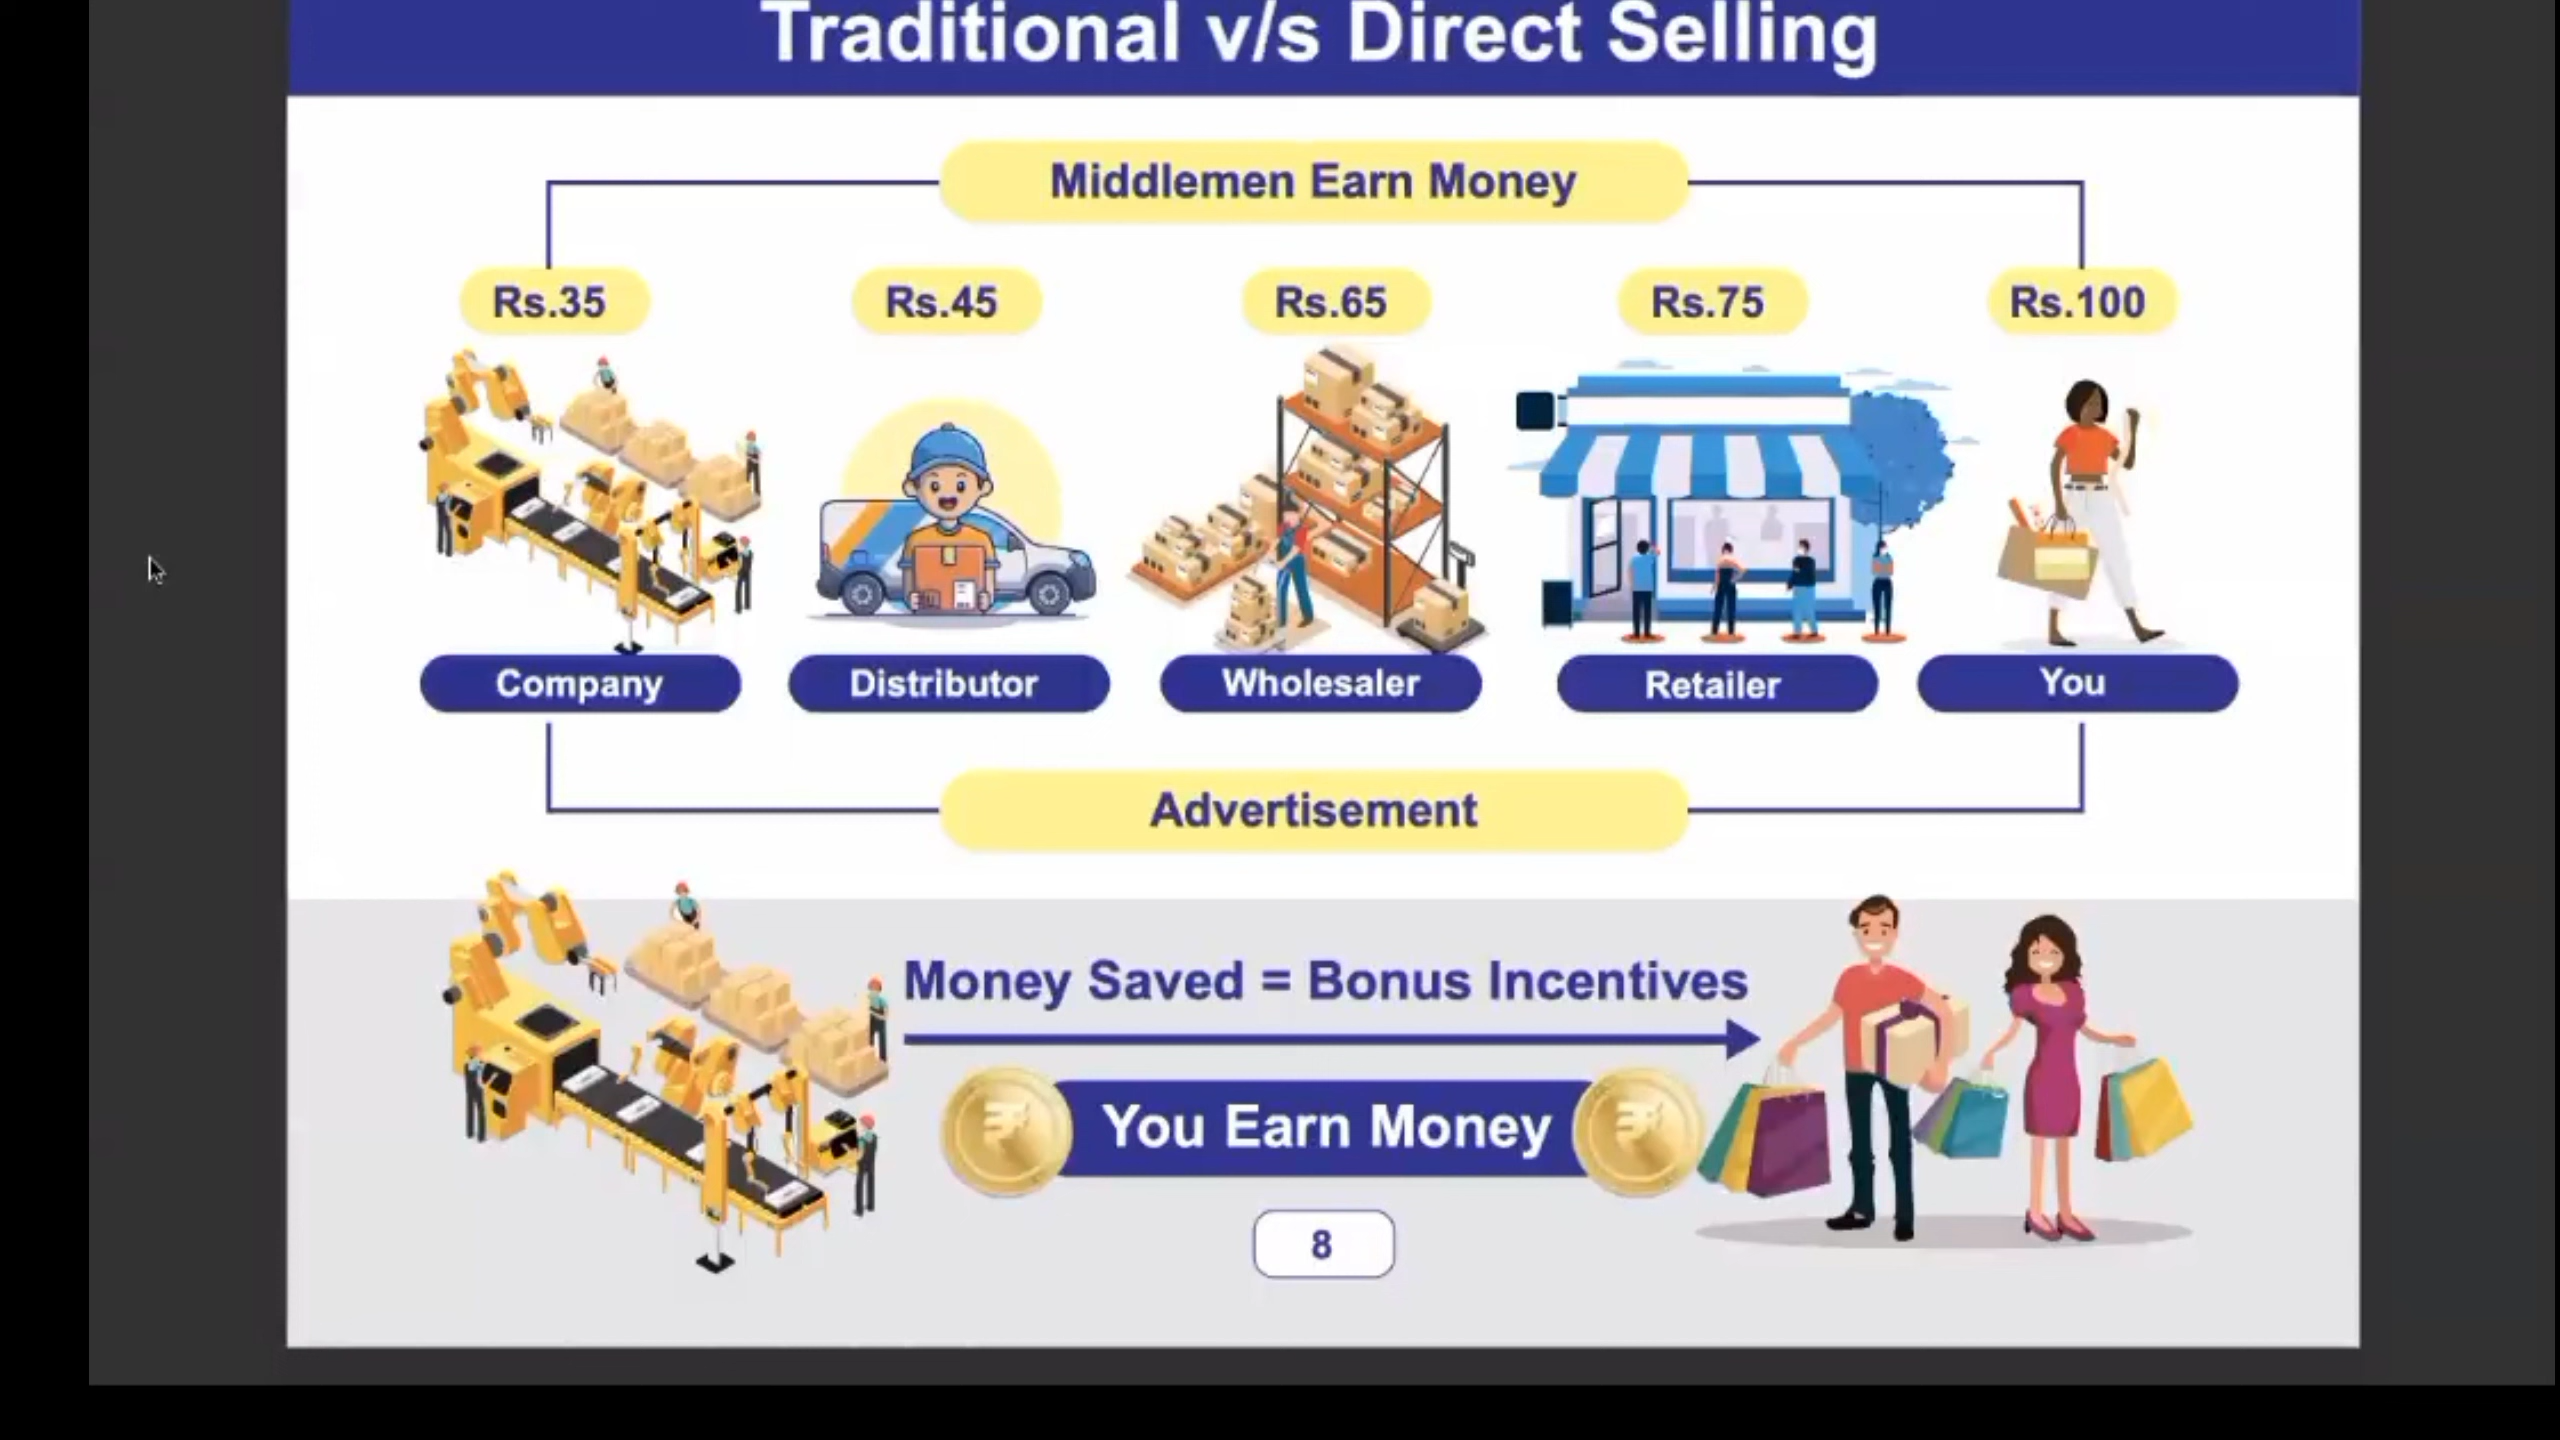 Traditional v/s Direct Selling
Middlemen Earn Money
Rs.35 Rs.45 Rs.65 Rs.75 Rs.100
Company Distributor Wholesaler Retailer You
Advertisement
Money Saved = Bonus Incentives
₹ You Earn Money ₹
8